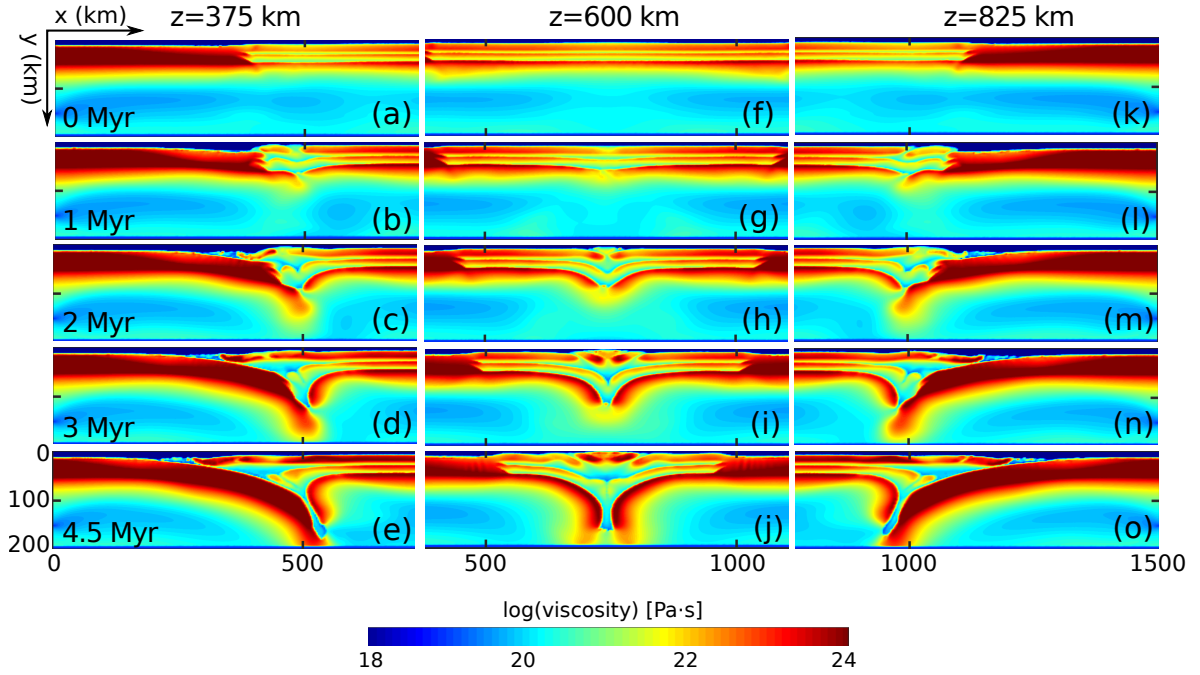 x (km) z=375 km z=600 km z=825 km
y (km)
0 Myr (a) (f) (k)
1 Myr (b) (g) (l)
2 Myr (c) (h) (m)
3 Myr (d) (i) (n)
0
100
4.5 Myr (e) (j) (o)
200
0 500 500 1000 1000 1500
log(viscosity) [Pa·s]
18 20 22 24